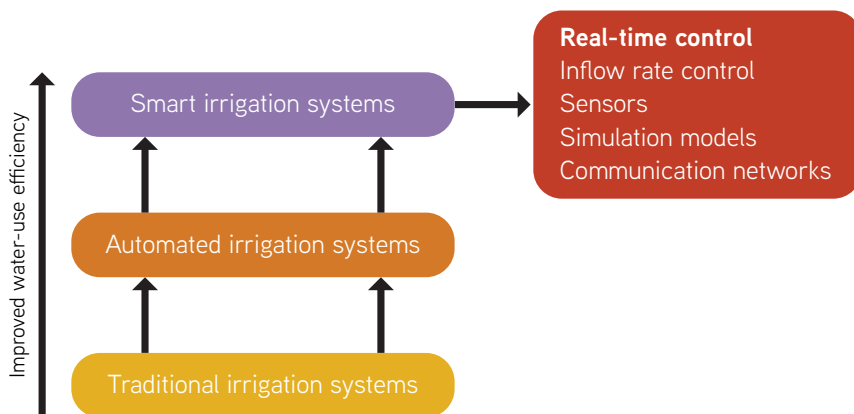 Real-time control
Inflow rate control
Sensors
Simulation models
Communication networks
Smart irrigation systems
Automated irrigation systems
Traditional irrigation systems
Improved water-use efficiency